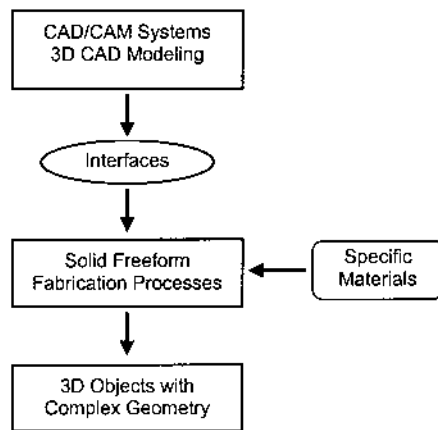 CAD/CAM Systems
3D CAD Modeling
Interfaces
Solid Freeform
Fabrication Processes
Specific
Materials
3D Objects with
Complex Geometry